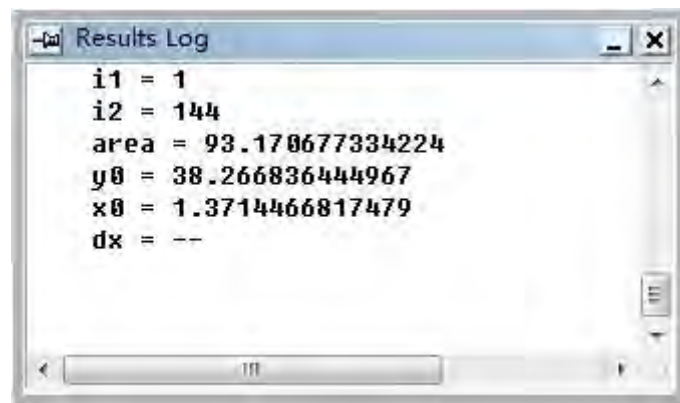 Results Log
i1 = 1
i2 = 144
area = 93.170677334224
y0 = 38.266836444967
x0 = 1.3714466817479
dx = --